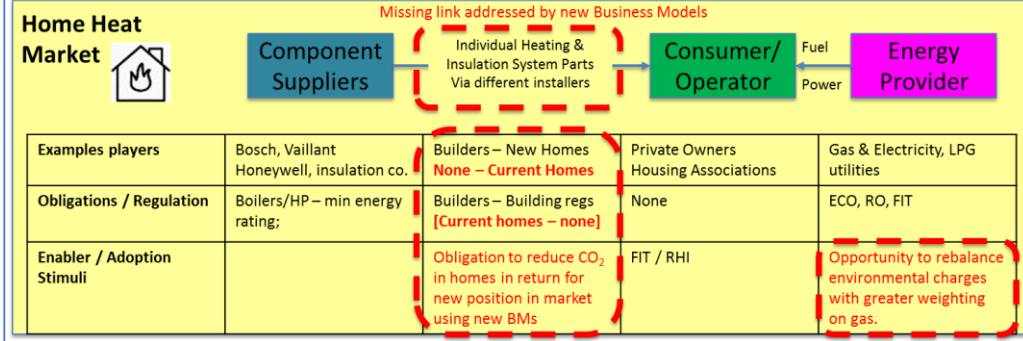 Missing link addressed by new Business Models
Home Heat
Market
Component
Suppliers
Individual Heating &
Insulation System Parts
Via different installers
Consumer/
Operator
Fuel
Power
Energy
Provider
Examples players
Bosch, Vaillant
Honeywell, insulation co.
Builders – New Homes
None – Current Homes
Private Owners
Housing Associations
Gas & Electricity, LPG
utilities
Obligations / Regulation
Boilers/HP – min energy
rating;
Builders – Building regs
[Current homes – none]
None
ECO, RO, FIT
Enabler / Adoption
Stimuli
Obligation to reduce CO₂
in homes in return for
new position in market
using new BMs
FIT / RHI
Opportunity to rebalance
environmental charges
with greater weighting
on gas.